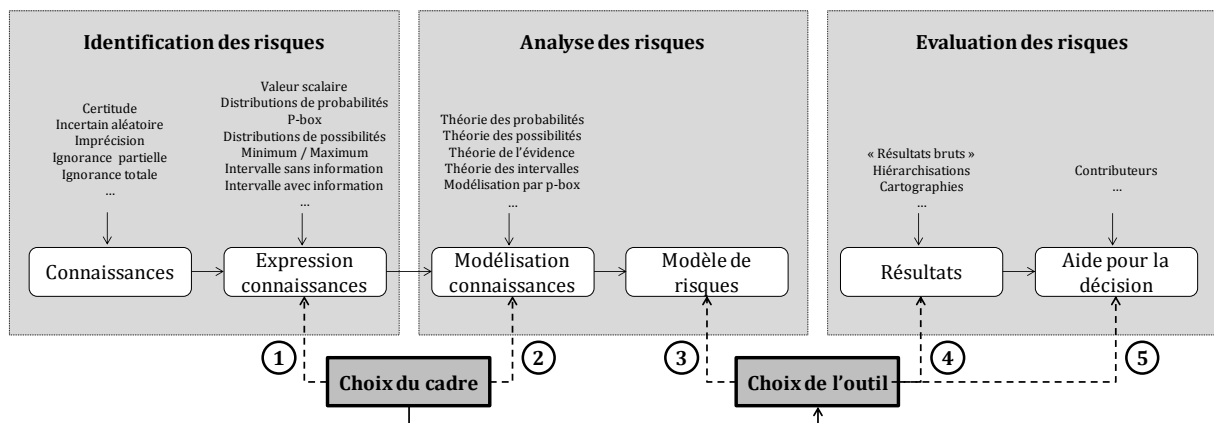 Identification des risques
Certitude
Incertain aléatoire
Imprécision
Ignorance partielle
Ignorance totale
…
Valeur scalaire
Distributions de probabilités
P-box
Distributions de possibilités
Minimum / Maximum
Intervalle sans information
Intervalle avec information
…
Connaissances
Expression
connaissances
Analyse des risques
Théorie des probabilités
Théorie des possibilités
Théorie de l'évidence
Théorie des intervalles
Modélisation par p-box
…
Modélisation
connaissances
Modèle de
risques
Evaluation des risques
« Résultats bruts »
Hiérarchisations
Cartographies
…
Contributeurs
…
Résultats
Aide pour la
décision
1
2
3
4
5
Choix du cadre
Choix de l'outil